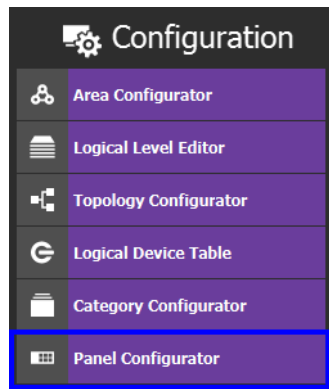 Configuration
Area Configurator
Logical Level Editor
Topology Configurator
Logical Device Table
Category Configurator
Panel Configurator